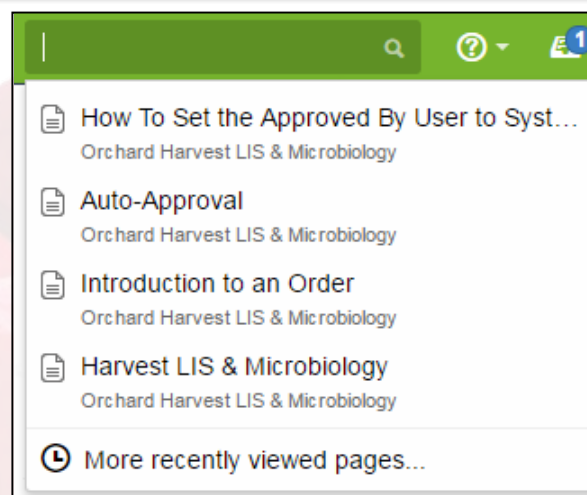 1
How To Set the Approved By User to Syst...
Orchard Harvest LIS & Microbiology
Auto-Approval
Orchard Harvest LIS & Microbiology
Introduction to an Order
Orchard Harvest LIS & Microbiology
Harvest LIS & Microbiology
Orchard Harvest LIS & Microbiology
More recently viewed pages...